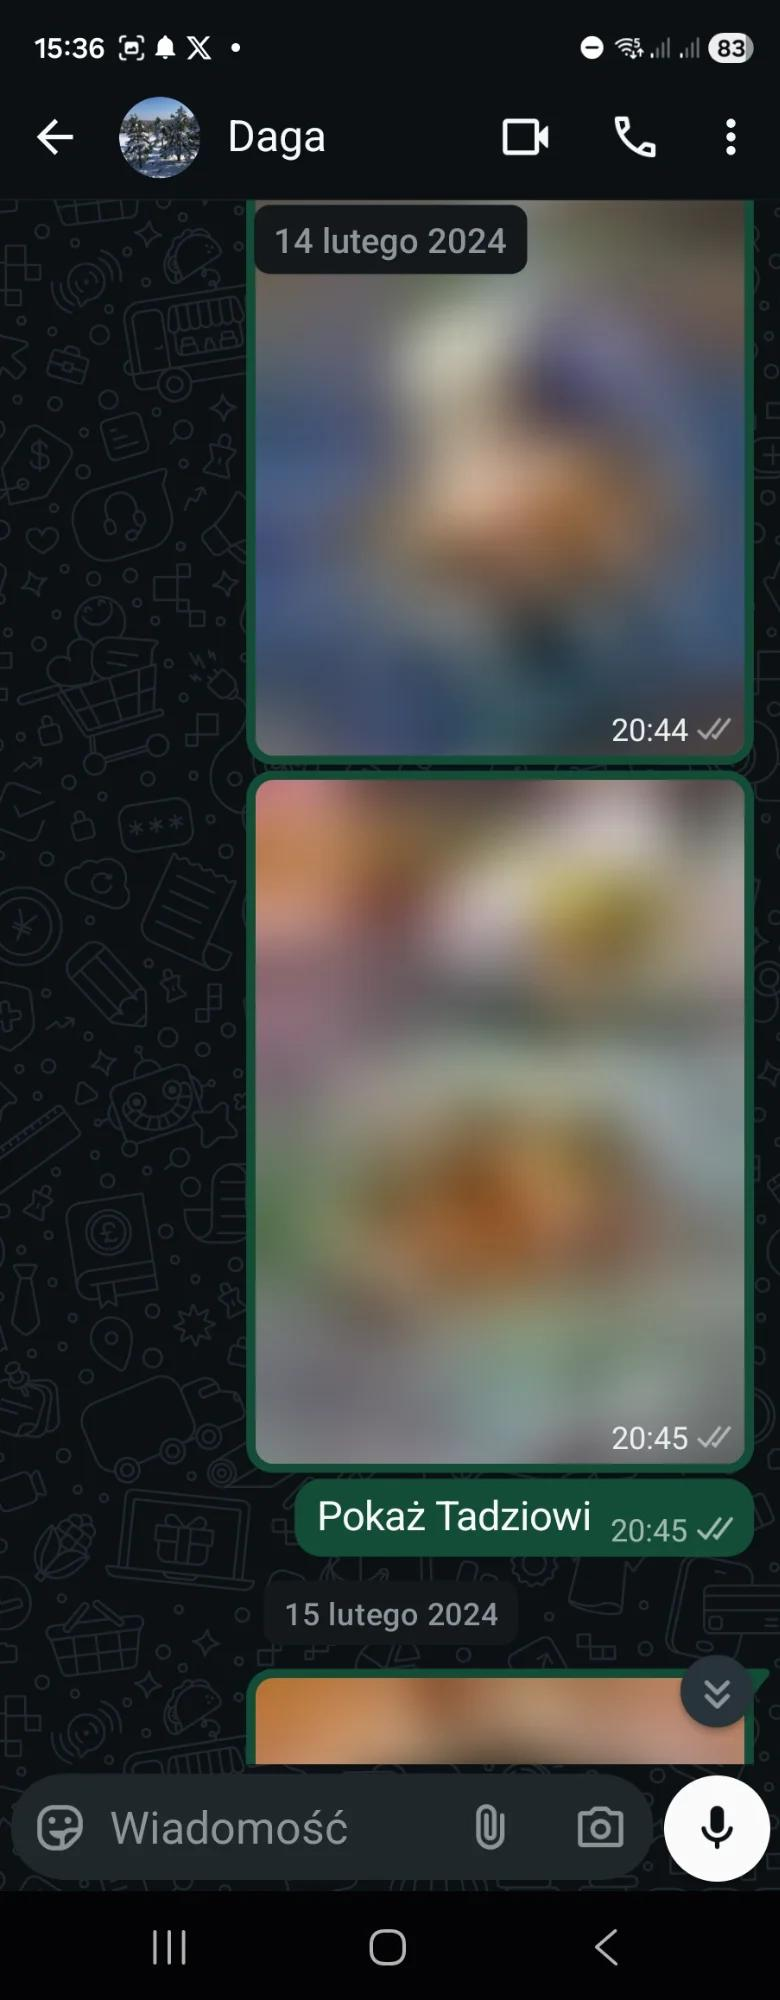 15:36
83
Daga
14 lutego 2024
20:44
20:45
Pokaż Tadziowi 20:45
15 lutego 2024
Wiadomość